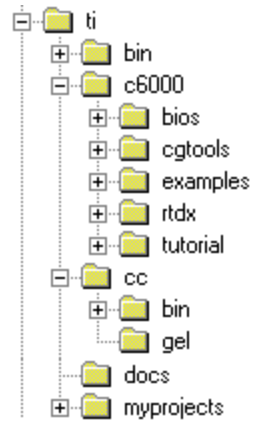 ti
bin
c6000
bios
cgtools
examples
rtdx
tutorial
cc
bin
gel
docs
myprojects